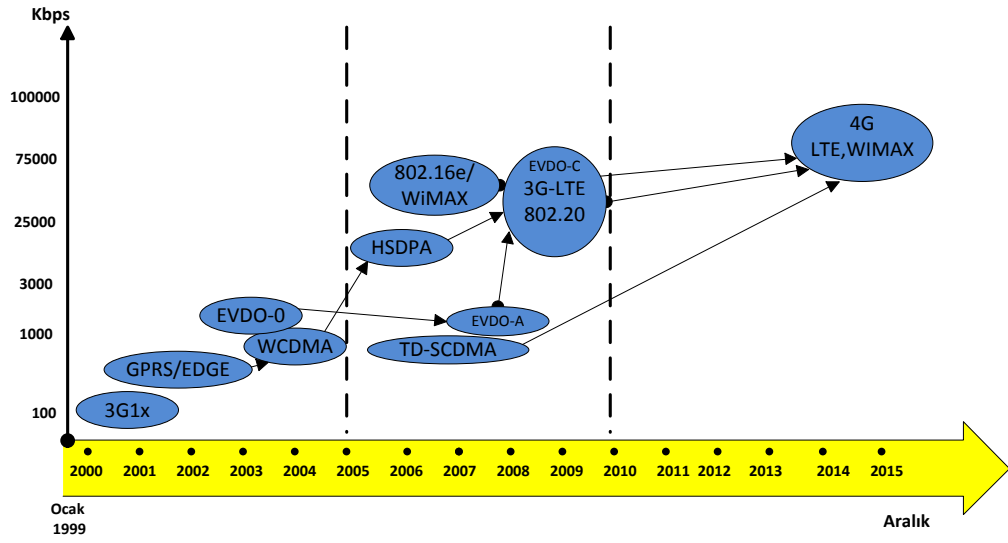 Kbps
100000
75000
25000
3000
1000
100
4G
LTE,WIMAX
EVDO-C
3G-LTE
802.20
802.16e/
WiMAX
HSDPA
EVDO-0
EVDO-A
WCDMA
TD-SCDMA
GPRS/EDGE
3G1x
2000 2001 2002 2003 2004 2005 2006 2007 2008 2009 2010 2011 2012 2013 2014 2015
Ocak
1999
Aralık